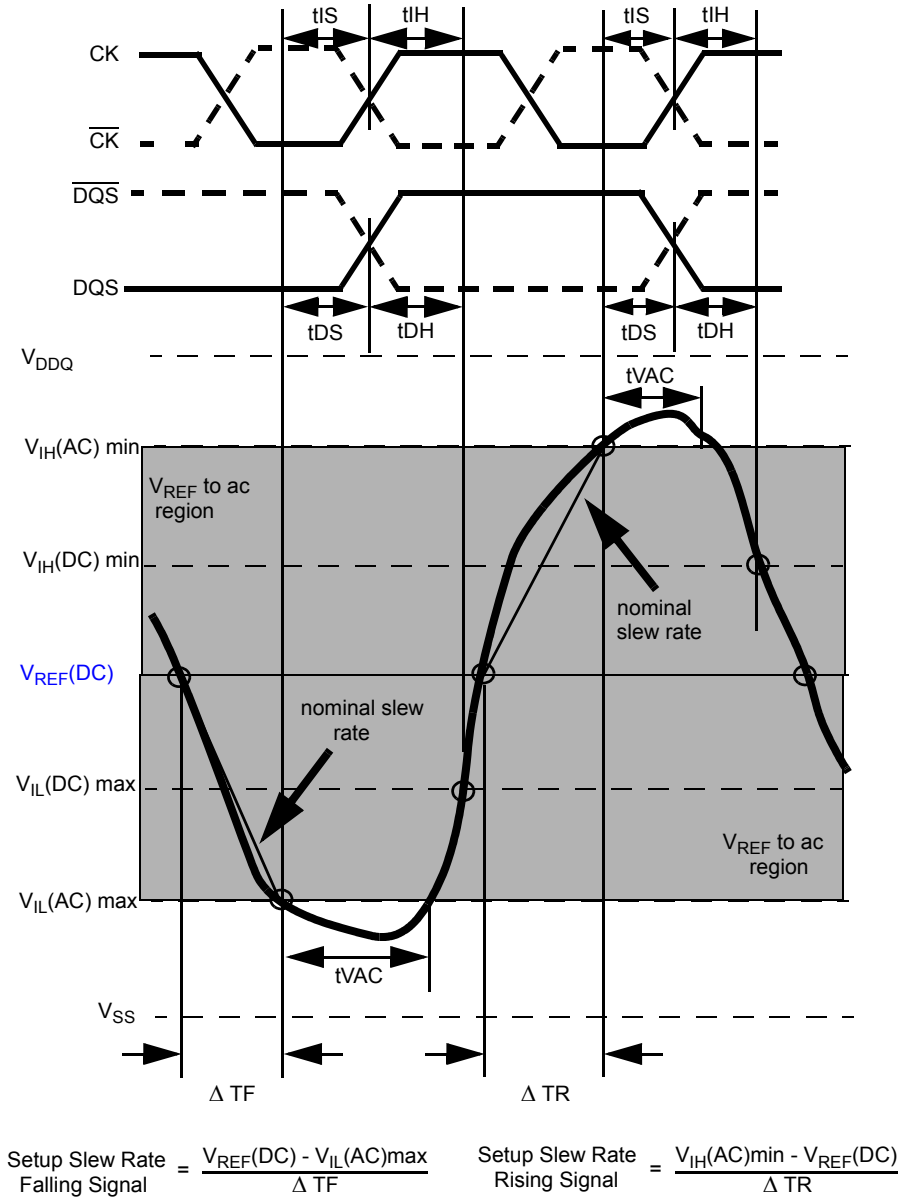 tIS tIH tIS tIH
CK
CK
DQS
DQS
tDS tDH tDS tDH
VDDQ
tVAC
VIH(AC) min
VREF to ac
region
VIH(DC) min
nominal
slew rate
VREF(DC)
nominal slew
rate
VIL(DC) max
VREF to ac
region
VIL(AC) max
tVAC
VSS
Δ TF Δ TR
Setup Slew Rate
Falling Signal
=
VREF(DC) - VIL(AC)max
Δ TF
Setup Slew Rate
Rising Signal
=
VIH(AC)min - VREF(DC)
Δ TR